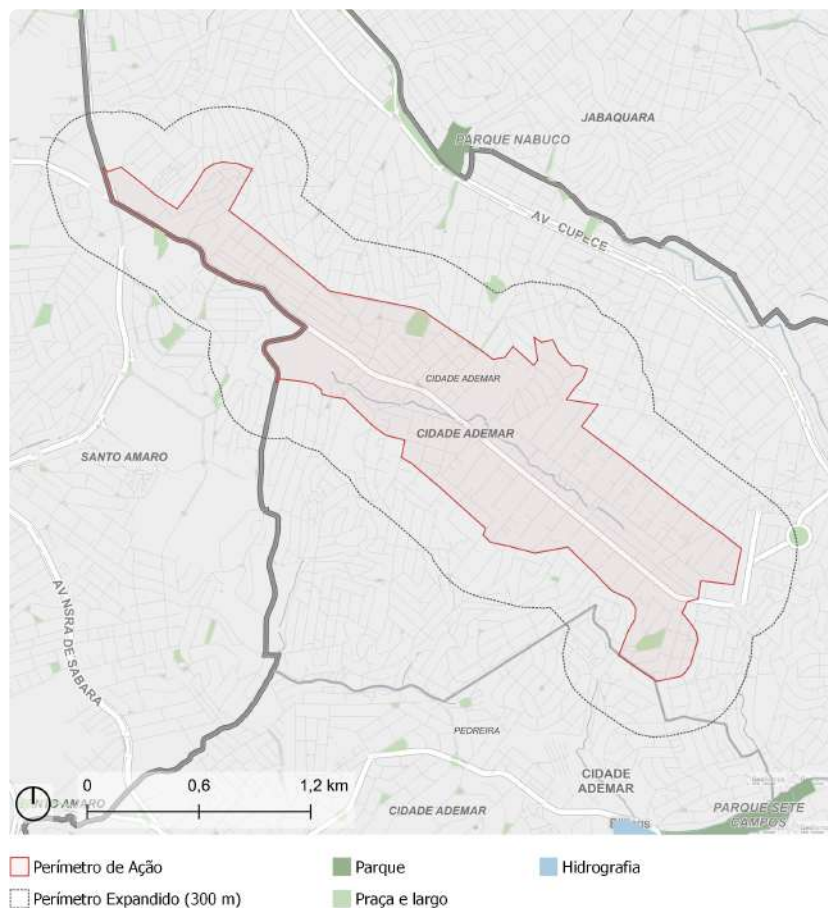 JABAQUARA
PARQUE NABUCO
AV CUPECE
CIDADE ADEMAR
CIDADE ADEMAR
SANTO AMARO
AV NSRA DE SABARA
PEDREIRA
CIDADE
ADEMAR
CIDADE ADEMAR
PARQUE SETE
CAMPOS
AMARO
0 0,6 1,2 km
Perímetro de Ação
Parque
Hidrografia
Perímetro Expandido (300 m)
Praça e largo